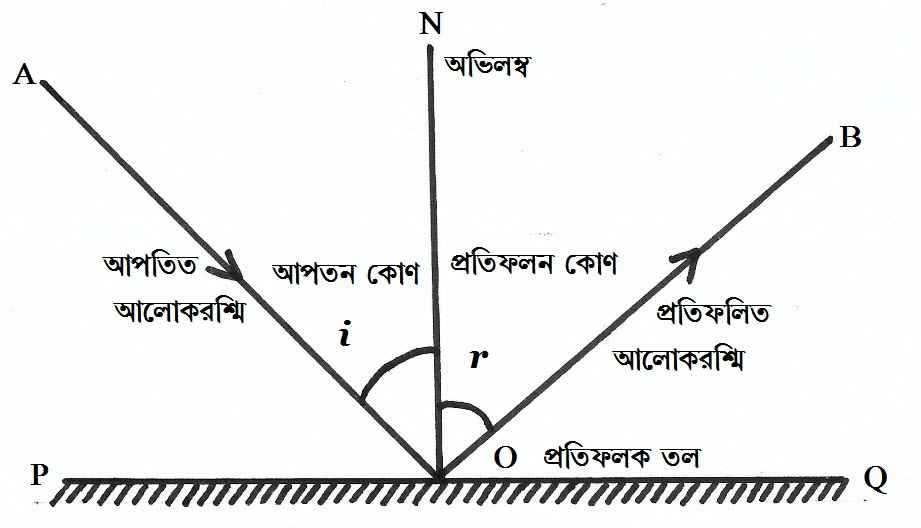 N
অভিলম্ব
A
B
আপতিত
আলোকরশ্মি
আপতন কোণ
প্রতিফলন কোণ
প্রতিফলিত
আলোকরশ্মি
i
r
O
প্রতিফলক তল
P
Q